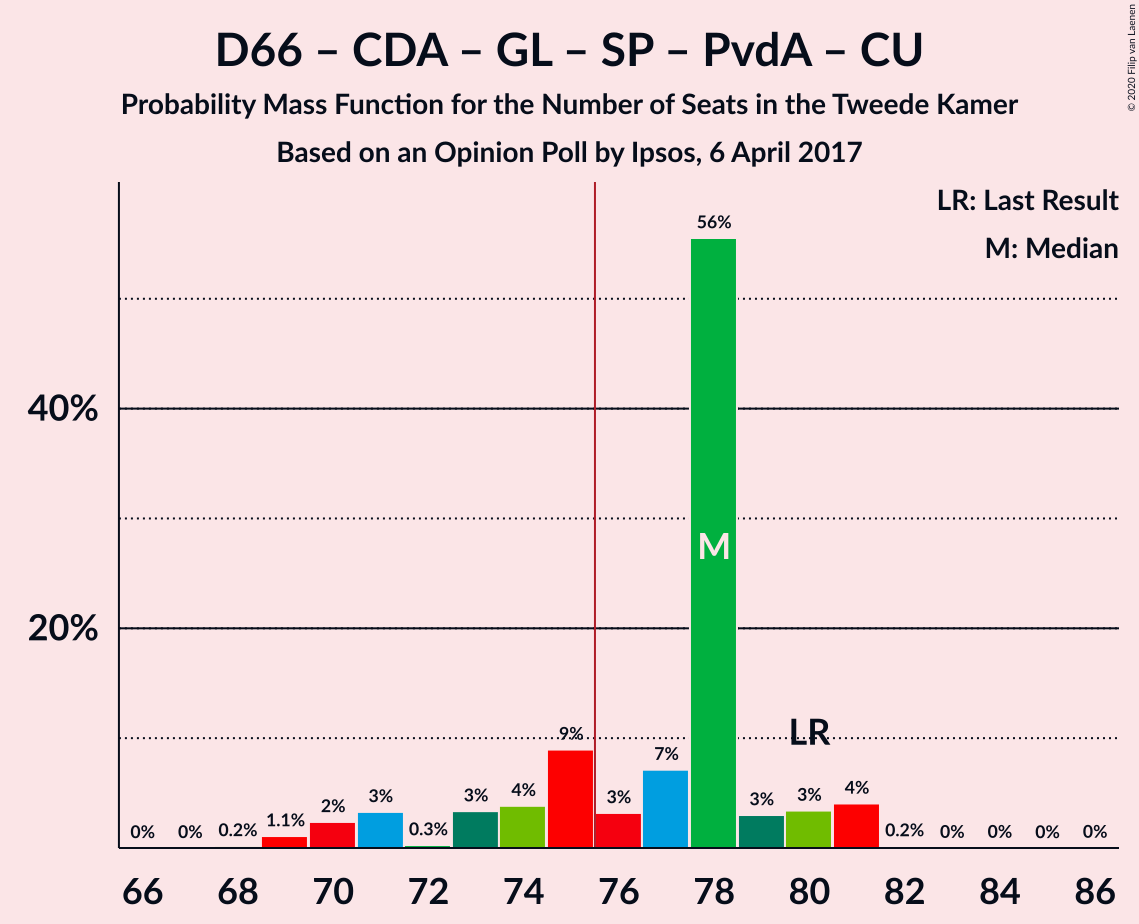 D66 – CDA – GL – SP – PvdA – CU
Probability Mass Function for the Number of Seats in the Tweede Kamer
Based on an Opinion Poll by Ipsos, 6 April 2017
© 2020 Filip van Laenen
LR: Last Result
M: Median
56%
40%
M
20%
LR
9%
7%
4%
4%
3%
3%
3%
3%
3%
2%
1.1%
0.3%
0.2%
0.2%
0%
0%
0%
0%
0%
0%
66 68 70 72 74 76 78 80 82 84 86